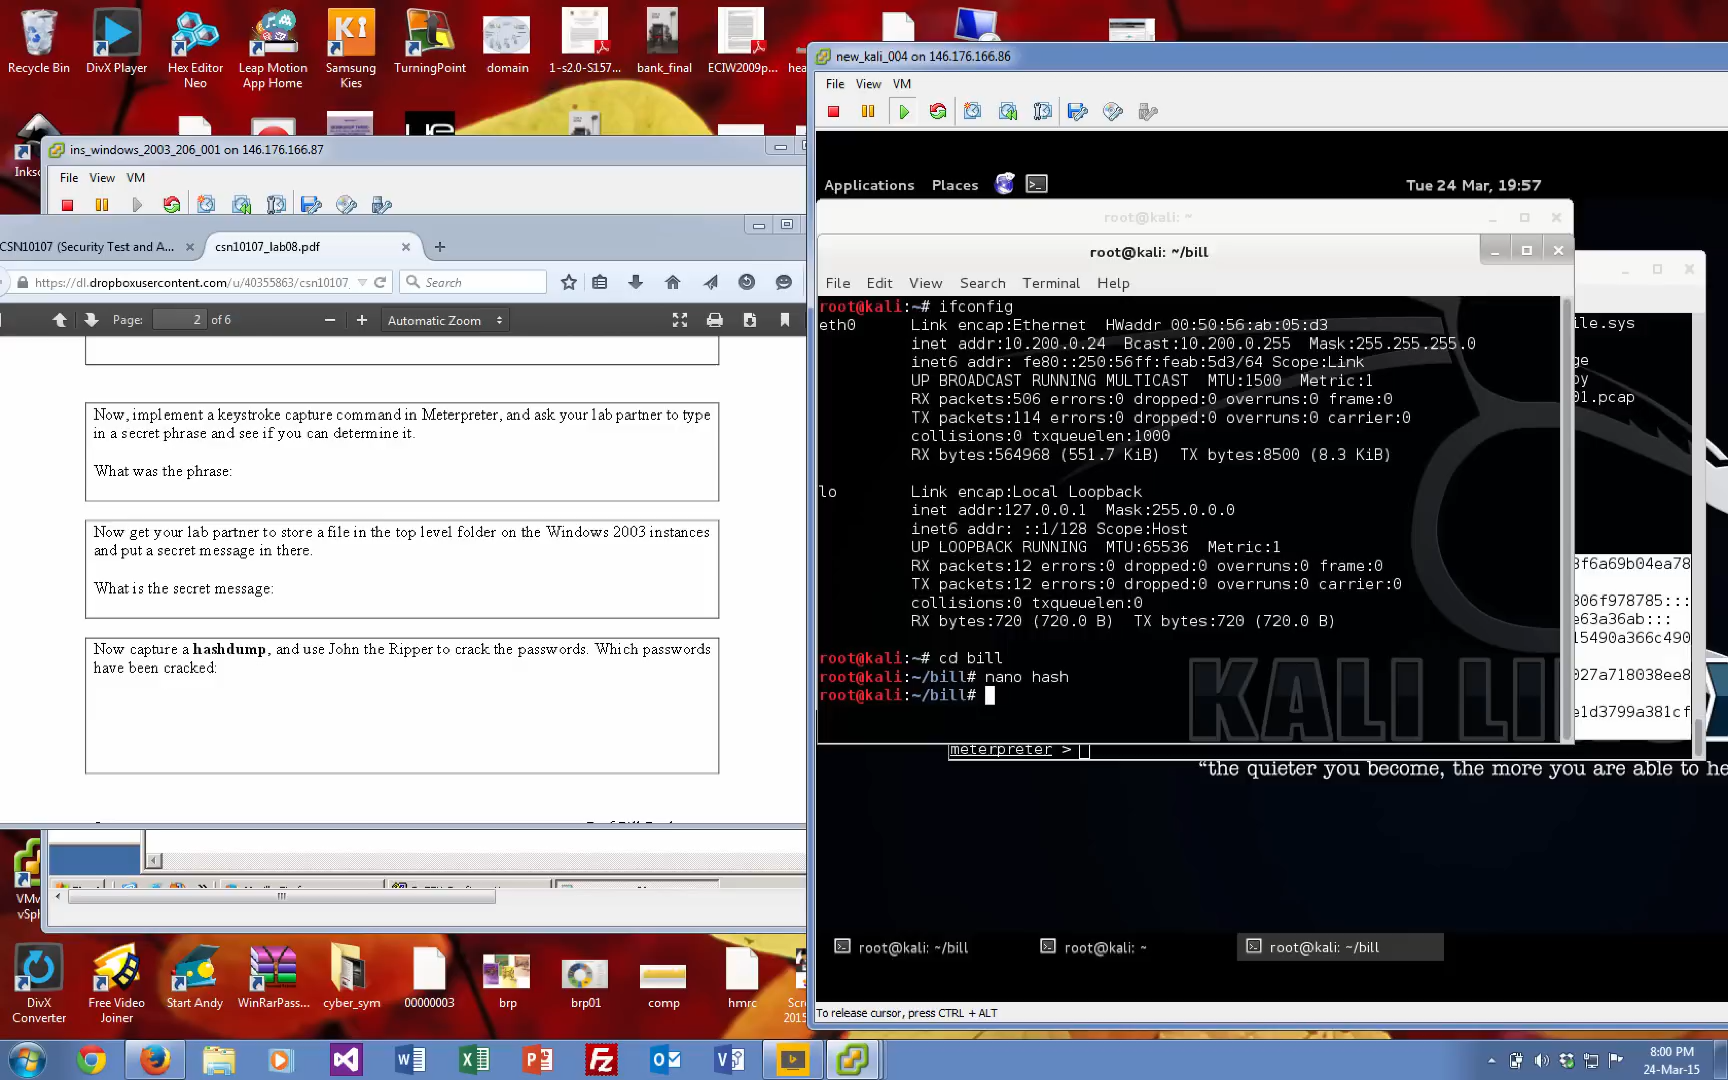 Recycle Bin
DivX Player
Hex Editor Neo
Leap Motion App Home
Samsung Kies
TurningPoint
domain
1-s2.0-S157...
bank_final
ECIW2009p...
new_kali_004 on 146.176.166.86
File View VM
ins_windows_2003_206_001 on 146.176.166.87
File View VM
CSN10107 (Security Test and A...
csn10107_lab08.pdf
https://dl.dropboxusercontent.com/u/40355863/csn10107_
Search
Page: 2 of 6
Automatic Zoom
Now, implement a keystroke capture command in Meterpreter, and ask your lab partner to type
in a secret phrase and see if you can determine it.
What was the phrase:
Now get your lab partner to store a file in the top level folder on the Windows 2003 instances
and put a secret message in there.
What is the secret message:
Now capture a hashdump, and use John the Ripper to crack the passwords. Which passwords
have been cracked:
Applications Places
Tue 24 Mar, 19:57
root@kali: ~
root@kali: ~/bill
File Edit View Search Terminal Help
root@kali:~# ifconfig
eth0 Link encap:Ethernet HWaddr 00:50:56:ab:05:d3
inet addr:10.200.0.24 Bcast:10.200.0.255 Mask:255.255.255.0
inet6 addr: fe80::250:56ff:feab:5d3/64 Scope:Link
UP BROADCAST RUNNING MULTICAST MTU:1500 Metric:1
RX packets:506 errors:0 dropped:0 overruns:0 frame:0
TX packets:114 errors:0 dropped:0 overruns:0 carrier:0
collisions:0 txqueuelen:1000
RX bytes:564968 (551.7 KiB) TX bytes:8500 (8.3 KiB)
lo Link encap:Local Loopback
inet addr:127.0.0.1 Mask:255.0.0.0
inet6 addr: ::1/128 Scope:Host
UP LOOPBACK RUNNING MTU:65536 Metric:1
RX packets:12 errors:0 dropped:0 overruns:0 frame:0
TX packets:12 errors:0 dropped:0 overruns:0 carrier:0
collisions:0 txqueuelen:0
RX bytes:720 (720.0 B) TX bytes:720 (720.0 B)
root@kali:~# cd bill
root@kali:~/bill# nano hash
root@kali:~/bill#
KALI LI
ile.sys
ge
py
01.pcap
3f6a69b04ea78
806f978785:::
e63a36ab:::
15490a366c490
027a718038ee8
e1d3799a381cf
meterpreter >
“the quieter you become, the more you are able to he
root@kali: ~/bill
root@kali: ~
root@kali: ~/bill
To release cursor, press CTRL + ALT
DivX Converter
Free Video Joiner
Start Andy
WinRarPass...
cyber_sym
00000003
brp
brp01
comp
hmrc
8:00 PM
24-Mar-15